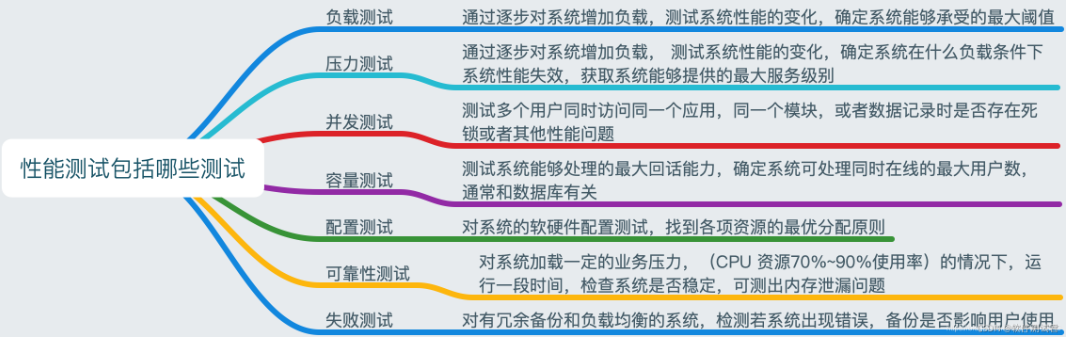 性能测试包括哪些测试
负载测试
通过逐步对系统增加负载，测试系统性能的变化，确定系统能够承受的最大阈值
压力测试
通过逐步对系统增加负载， 测试系统性能的变化，确定系统在什么负载条件下
系统性能失效，获取系统能够提供的最大服务级别
并发测试
测试多个用户同时访问同一个应用，同一个模块，或者数据记录时是否存在死
锁或者其他性能问题
容量测试
测试系统能够处理的最大回话能力，确定系统可处理同时在线的最大用户数，
通常和数据库有关
配置测试
对系统的软硬件配置测试，找到各项资源的最优分配原则
可靠性测试
对系统加载一定的业务压力，（CPU 资源70%~90%使用率）的情况下，运
行一段时间，检查系统是否稳定，可测出内存泄漏问题
失败测试
对有冗余备份和负载均衡的系统，检测若系统出现错误，备份是否影响用户使用